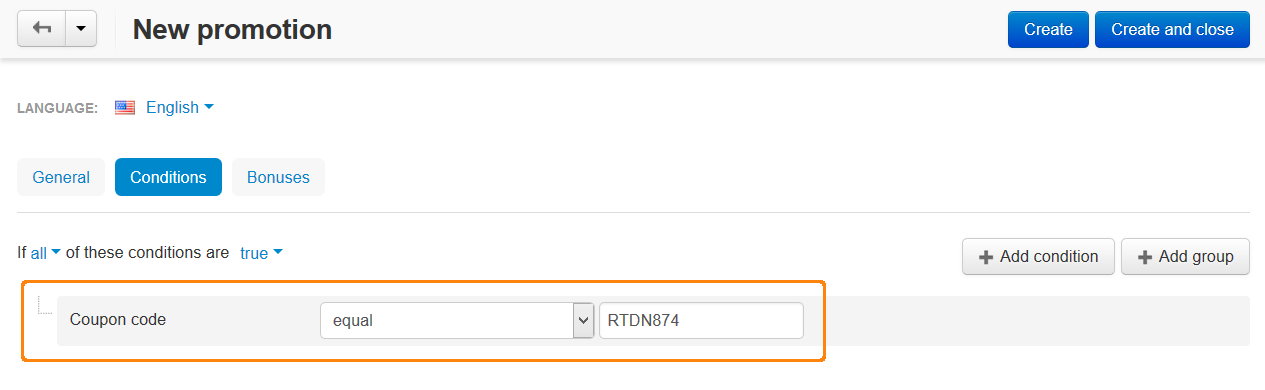 New promotion
Create
Create and close
LANGUAGE: English
General
Conditions
Bonuses
If all of these conditions are true
Add condition
Add group
Coupon code
equal
RTDN874